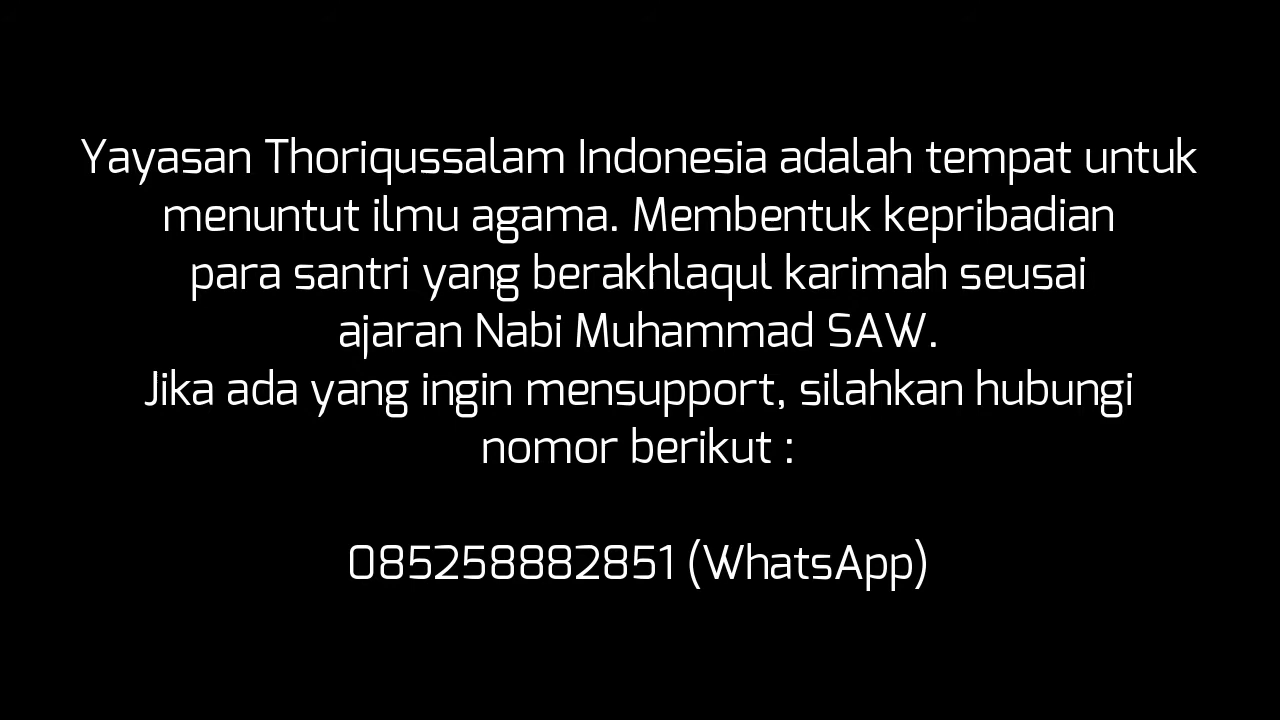 Yayasan Thoriqussalam Indonesia adalah tempat untuk
menuntut ilmu agama. Membentuk kepribadian
para santri yang berakhlaqul karimah seusai
ajaran Nabi Muhammad SAW.
Jika ada yang ingin mensupport, silahkan hubungi
nomor berikut :
085258882851 (WhatsApp)